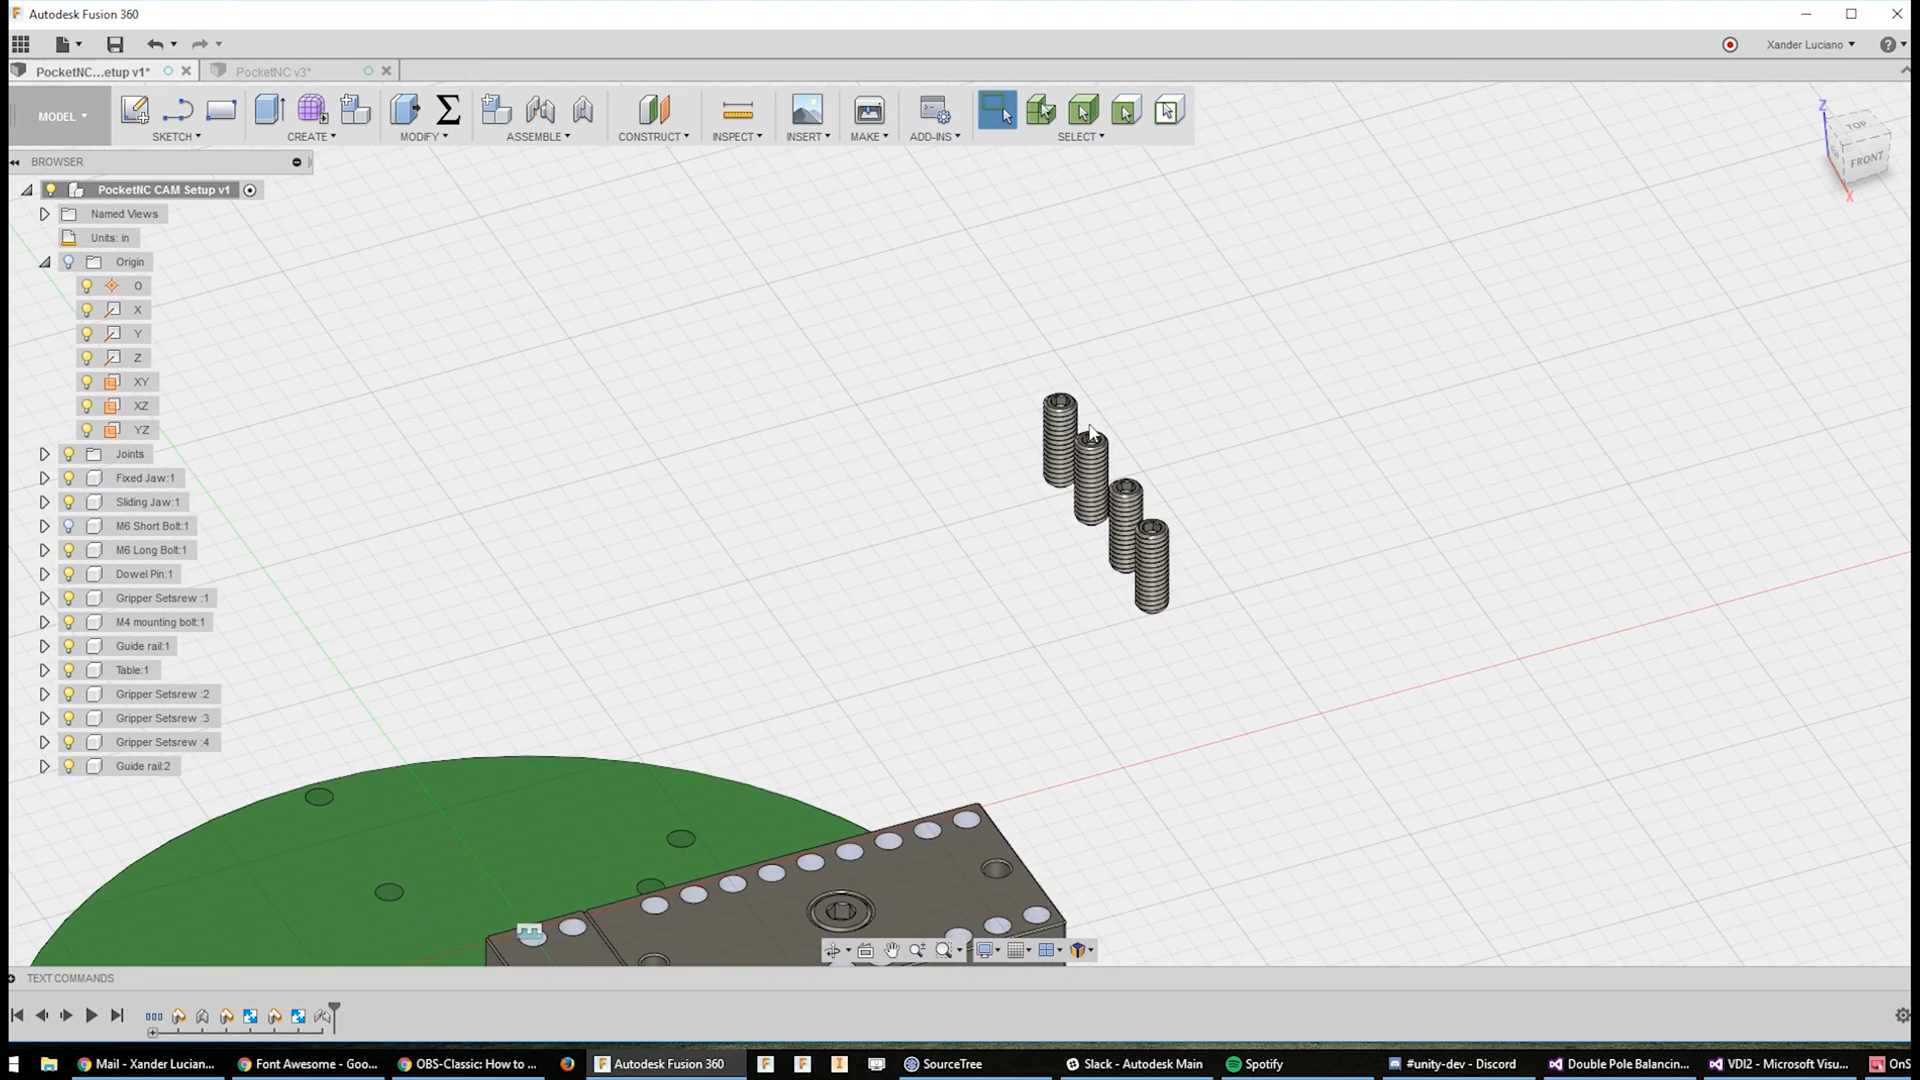 Autodesk Fusion 360
Xander Luciano
PocketNC...etup v1*
PocketNC v3*
MODEL
SKETCH
CREATE
MODIFY
ASSEMBLE
CONSTRUCT
INSPECT
INSERT
MAKE
ADD-INS
SELECT
BROWSER
PocketNC CAM Setup v1
Named Views
Units: in
Origin
O
X
Y
Z
XY
XZ
YZ
Joints
Fixed Jaw:1
Sliding Jaw:1
M6 Short Bolt:1
M6 Long Bolt:1
Dowel Pin:1
Gripper Setsrew :1
M4 mounting bolt:1
Guide rail:1
Table:1
Gripper Setsrew :2
Gripper Setsrew :3
Gripper Setsrew :4
Guide rail:2
Z
TOP
FRONT
X
TEXT COMMANDS
Mail - Xander Lucian...
Font Awesome - Goo...
OBS-Classic: How to ...
Autodesk Fusion 360
SourceTree
Slack - Autodesk Main
Spotify
#unity-dev - Discord
Double Pole Balancing...
VDI2 - Microsoft Visu...
OnS